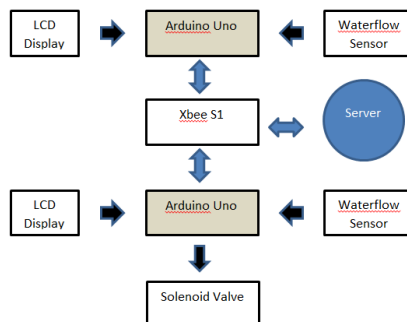 LCD
Display
Arduino Uno
Waterflow
Sensor
Xbee S1
Server
LCD
Display
Arduino Uno
Waterflow
Sensor
Solenoid Valve